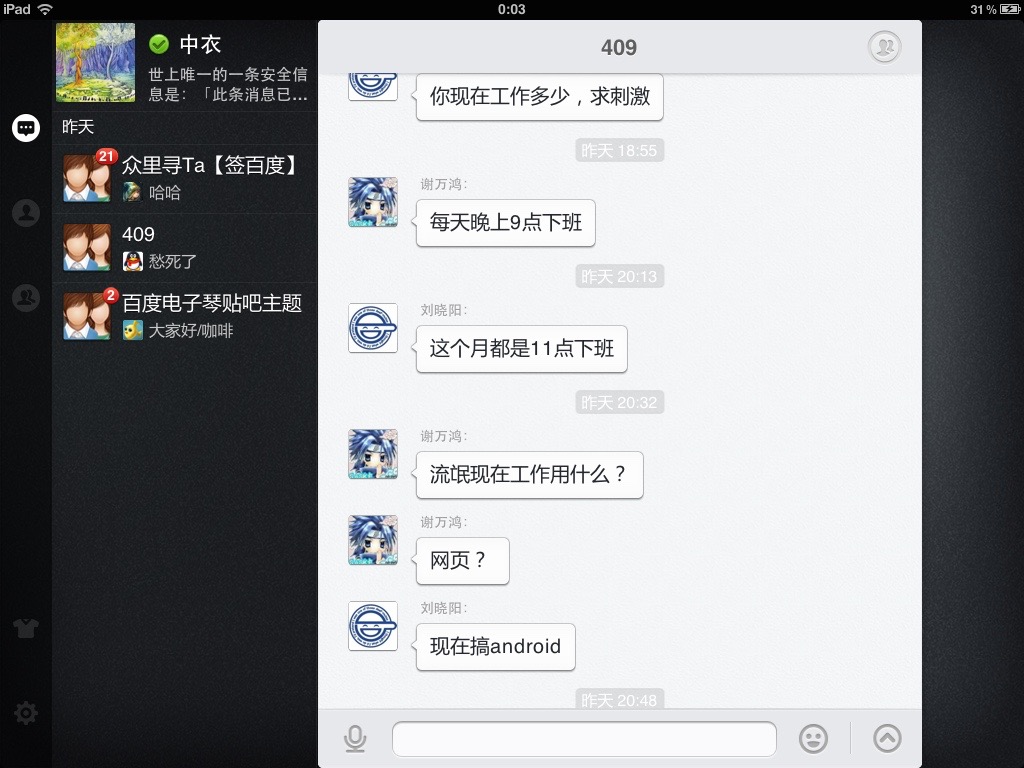 iPad
0:03
31 %
中衣
世上唯一的一条安全信
息是：「此条消息已...
昨天
21
众里寻Ta【签百度】
哈哈
409
愁死了
2
百度电子琴贴吧主题
大家好/咖啡
409
你现在工作多少，求刺激
昨天 18:55
谢万鸿:
每天晚上9点下班
昨天 20:13
刘晓阳:
这个月都是11点下班
昨天 20:32
谢万鸿:
流氓现在工作用什么？
谢万鸿:
网页？
刘晓阳:
现在搞android
昨天 20:48